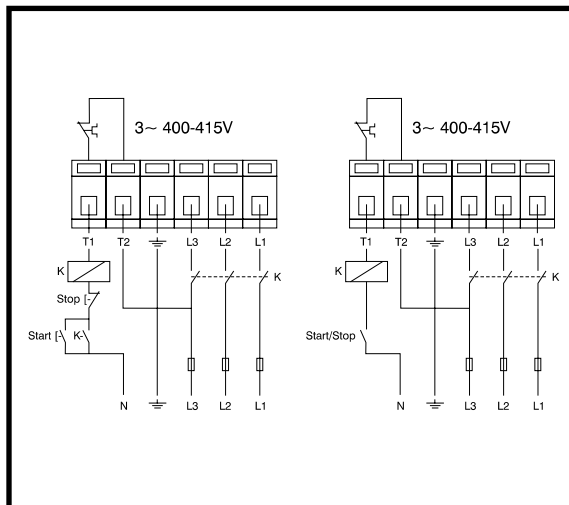 3~ 400-415V
T1 T2 L3 L2 L1
K
K
Stop [-
Start [- K-
N L3 L2 L1
3~ 400-415V
T1 T2 L3 L2 L1
K
K
Start/Stop
N L3 L2 L1